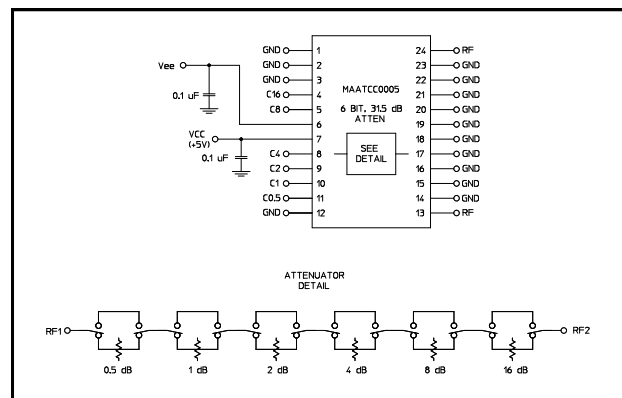 GND 1 24 RF
GND 2 23 GND
Vee GND 3 22 GND
0.1 uF C16 4 MAATCC0005 21 GND
C8 5 6 BIT, 31.5 dB 20 GND
6 ATTEN 19 GND
VCC 7 18 GND
(+5V)
0.1 uF C4 8 SEE 17 GND
C2 9 DETAIL 16 GND
C1 10 15 GND
C0.5 11 14 GND
GND 12 13 RF
ATTENUATOR
DETAIL
RF1 RF2
0.5 dB 1 dB 2 dB 4 dB 8 dB 16 dB